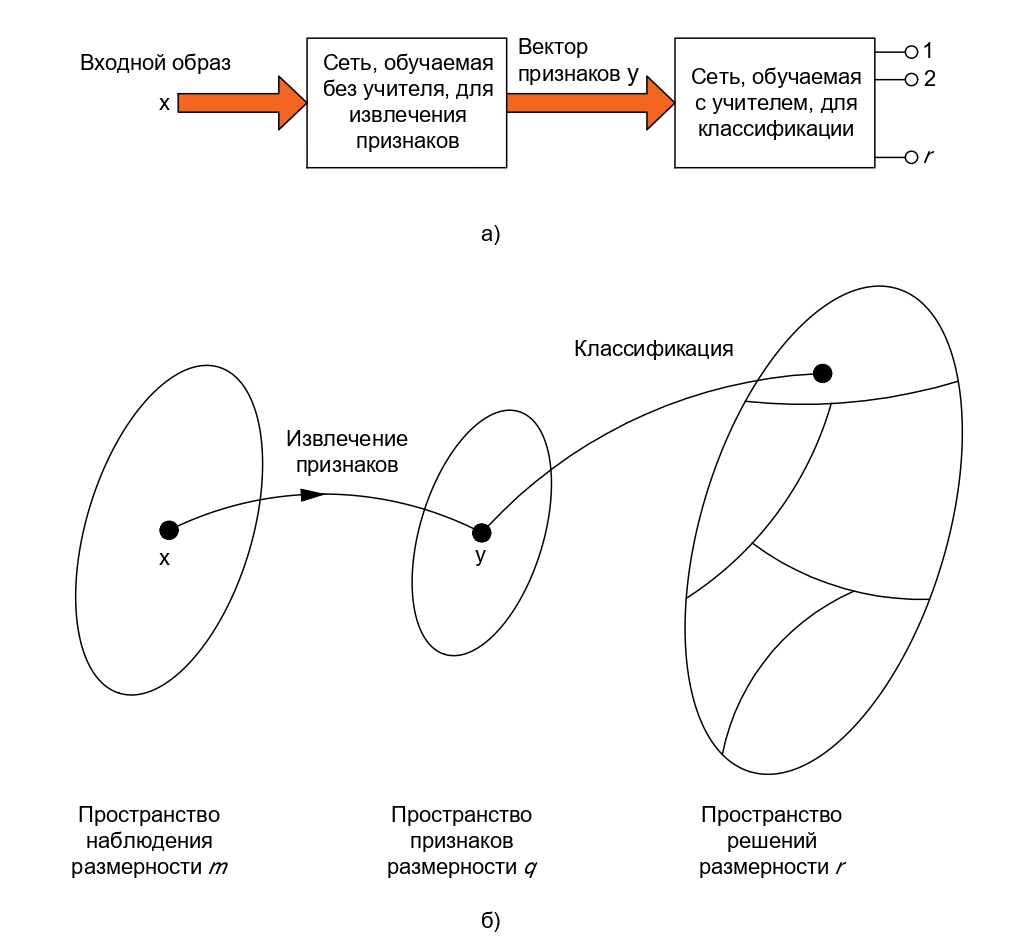 Входной образ
x
Сеть, обучаемая
без учителя, для
извлечения
признаков
Вектор
признаков y
Сеть, обучаемая
с учителем, для
классификации
1
2
r
а)
Классификация
Извлечение
признаков
x
y
Пространство
наблюдения
размерности m
Пространство
признаков
размерности q
Пространство
решений
размерности r
б)